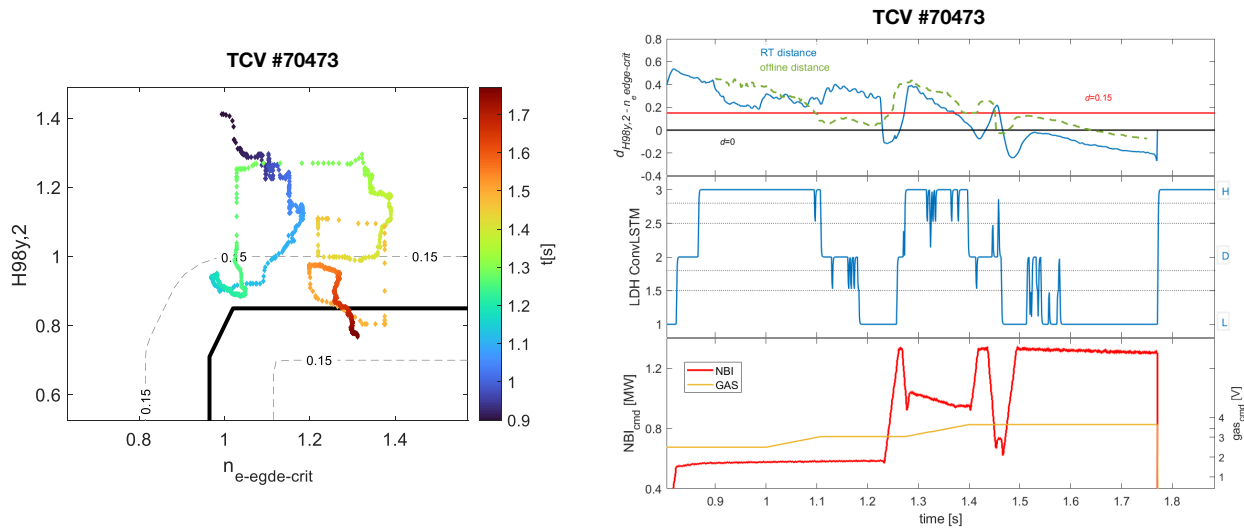 TCV #70473
H98y,2
1.4
1.2
1
0.8
0.6
0.15
0.15
0.15
0.15
0.8
1
1.2
1.4
n e-egde-crit
1.7
1.6
1.5
1.4
1.3
1.2
1.1
1
0.9
t[s]
TCV #70473
d H98y,2 - n e edge-crit
0.8
0.6
0.4
0.2
0
-0.2
-0.4
RT distance
offline distance
d=0.15
d=0
LDH ConvLSTM
3
2.5
2
1.5
1
H
D
L
NBI cmd [MW]
1.2
0.8
0.4
NBI
GAS
4
3
2
1
gas cmd [V]
0.9
1
1.1
1.2
1.3
1.4
1.5
1.6
1.7
1.8
time [s]